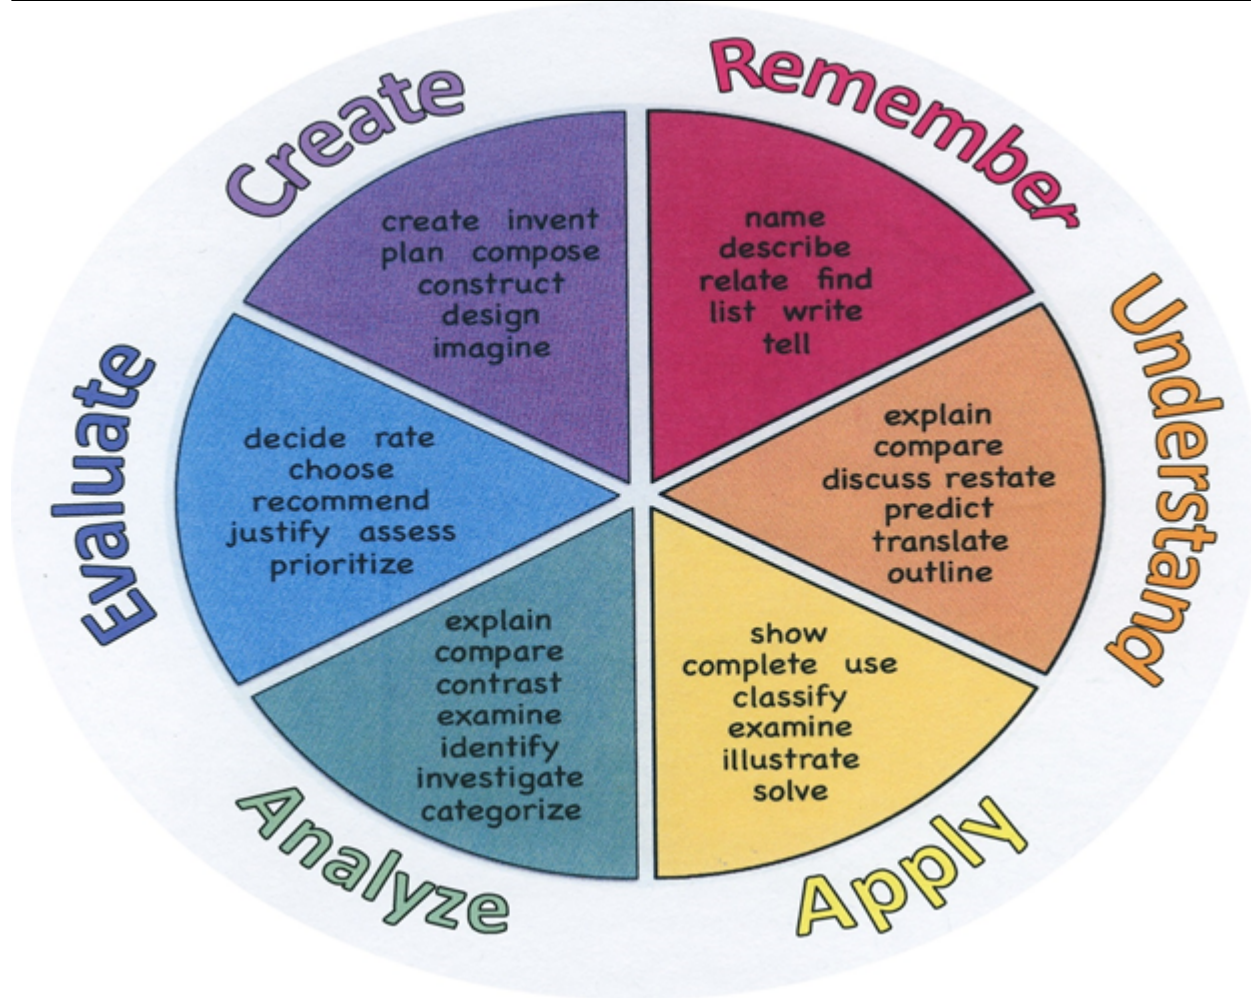 Remember
name
describe
relate find
list write
tell
Understand
explain
compare
discuss restate
predict
translate
outline
Apply
show
complete use
classify
examine
illustrate
solve
Analyze
explain
compare
contrast
examine
identify
investigate
categorize
Evaluate
decide rate
choose
recommend
justify assess
prioritize
Create
create invent
plan compose
construct
design
imagine